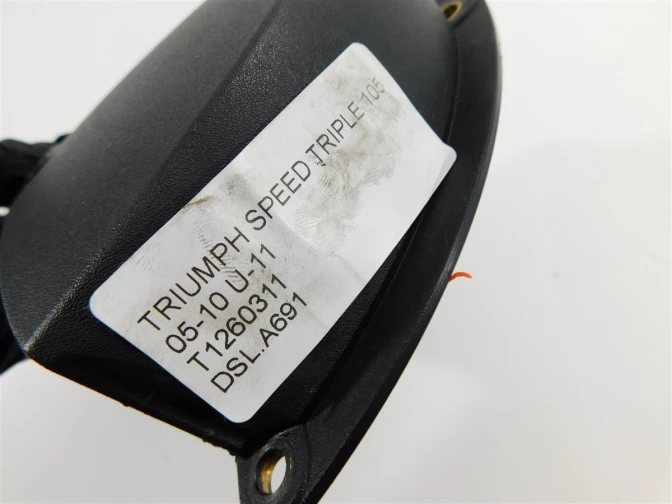 TRIUMPH SPEED TRIPLE 105
05-10 U-11
T1260311
DSL.A691